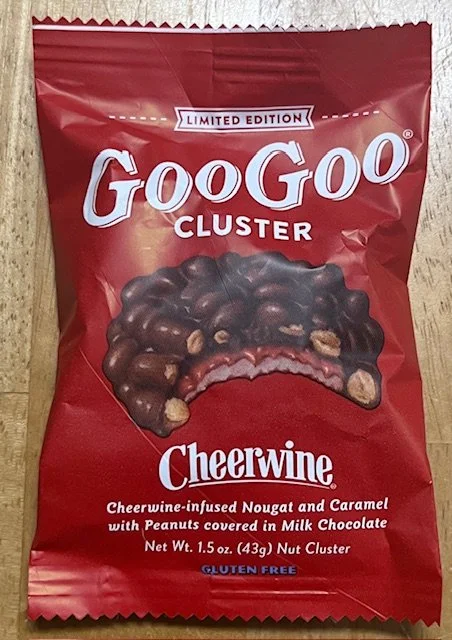 LIMITED EDITION
GooGoo®
CLUSTER
Cheerwine®
Cheerwine-infused Nougat and Caramel
with Peanuts covered in Milk Chocolate
Net Wt. 1.5 oz. (43g) Nut Cluster
GLUTEN FREE